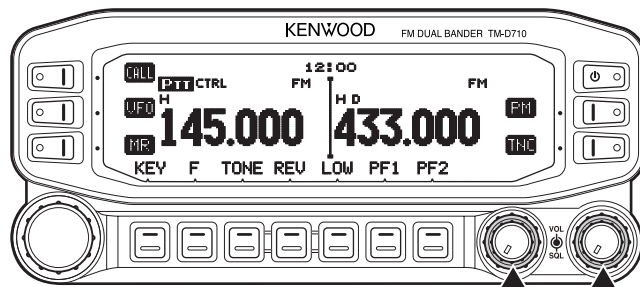 KENWOOD FM DUAL BANDER TM-D710
12:00
CALL PTT CTRL FM FM
VFO H 145.000 H D 433.000 PM
MR TNC
KEY F TONE REV LOW PF1 PF2
VOL
SQL